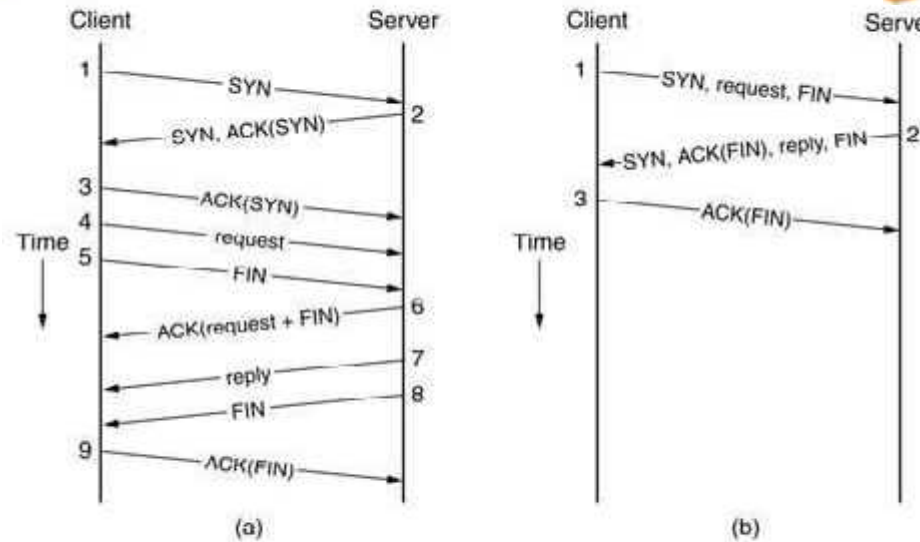 Client
Server
1
SYN
2
SYN, ACK(SYN)
3
ACK(SYN)
4
request
Time
5
FIN
6
ACK(request + FIN)
7
reply
8
FIN
9
ACK(FIN)
(a)
Client
Serve
1
SYN, request, FIN
2
SYN, ACK(FIN), reply, FIN
3
ACK(FIN)
Time
(b)